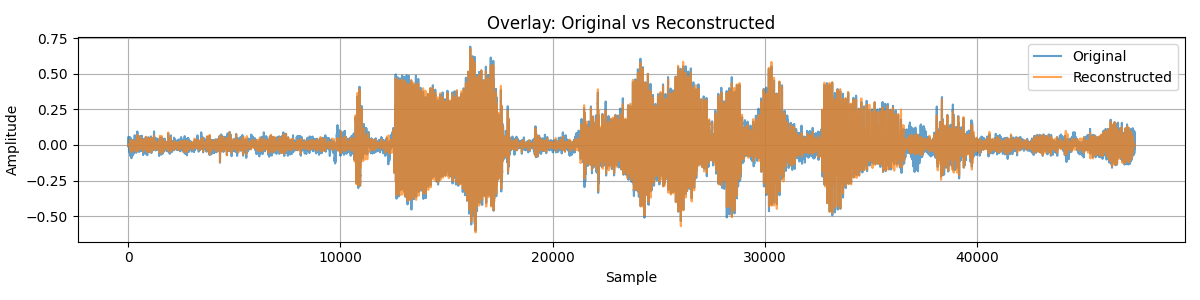 Overlay: Original vs Reconstructed
0.75
0.50
0.25
0.00
−0.25
−0.50
Amplitude
Original
Reconstructed
0
10000
20000
30000
40000
Sample